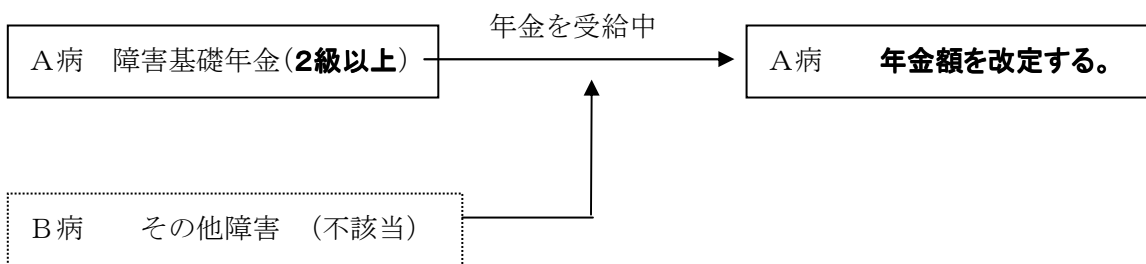 年金を受給中
A病 障害基礎年金(2級以上)
A病 年金額を改定する。
B病 その他障害 (不該当)